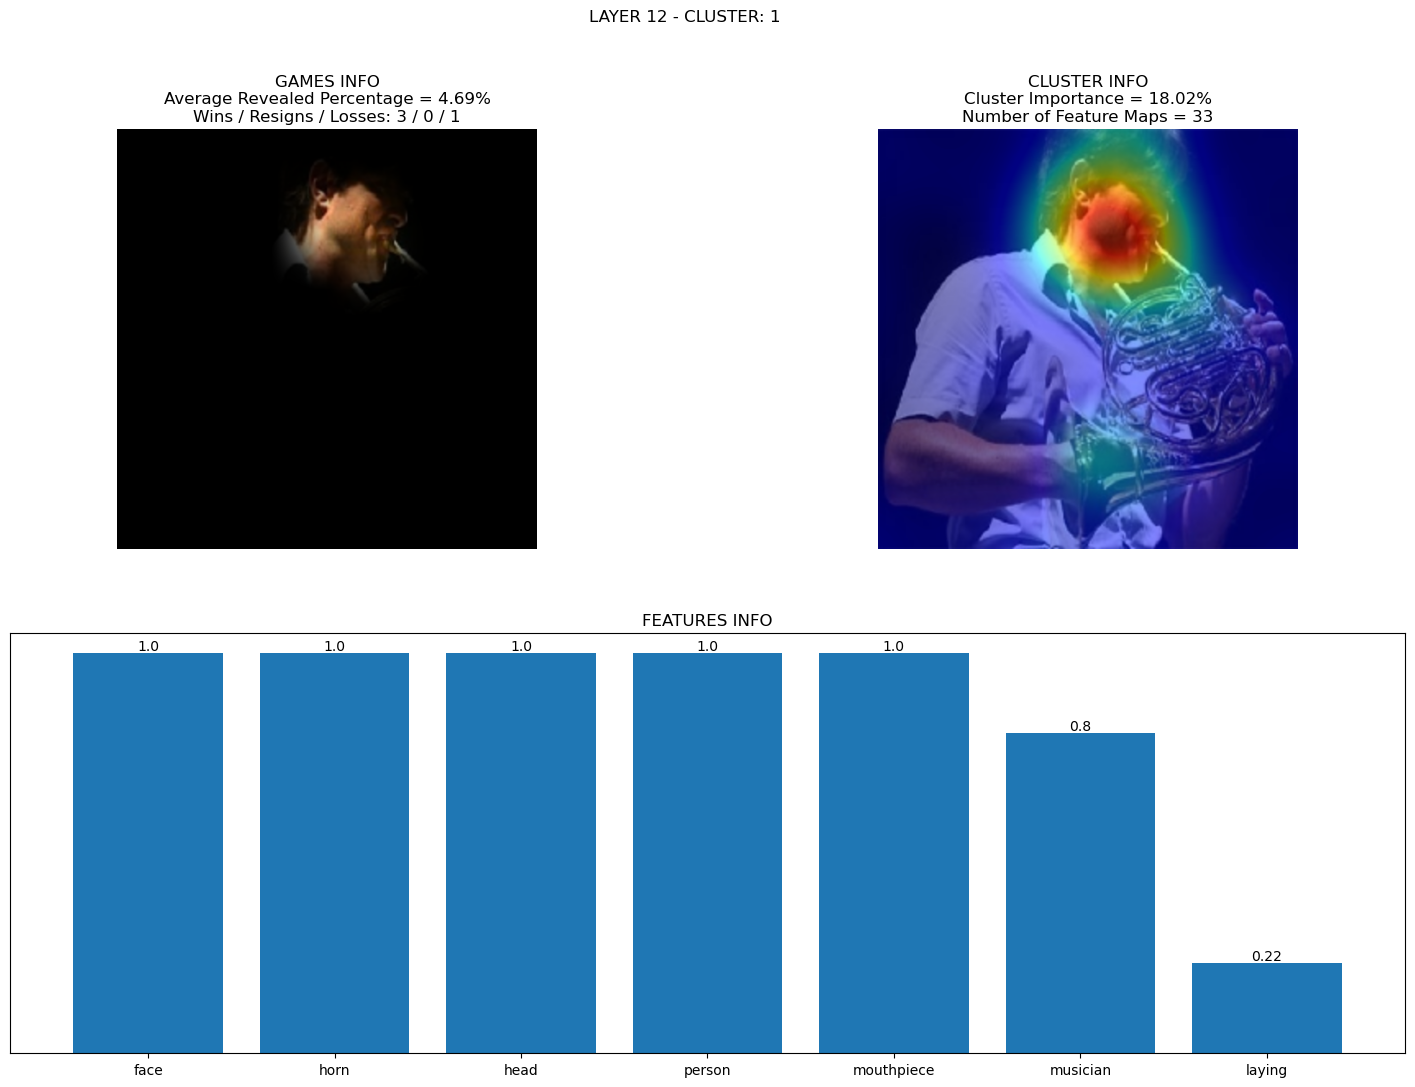 LAYER 12 - CLUSTER: 1
GAMES INFO
Average Revealed Percentage = 4.69%
Wins / Resigns / Losses: 3 / 0 / 1
CLUSTER INFO
Cluster Importance = 18.02%
Number of Feature Maps = 33
FEATURES INFO
1.0 1.0 1.0 1.0 1.0 0.8 0.22
face horn head person mouthpiece musician laying